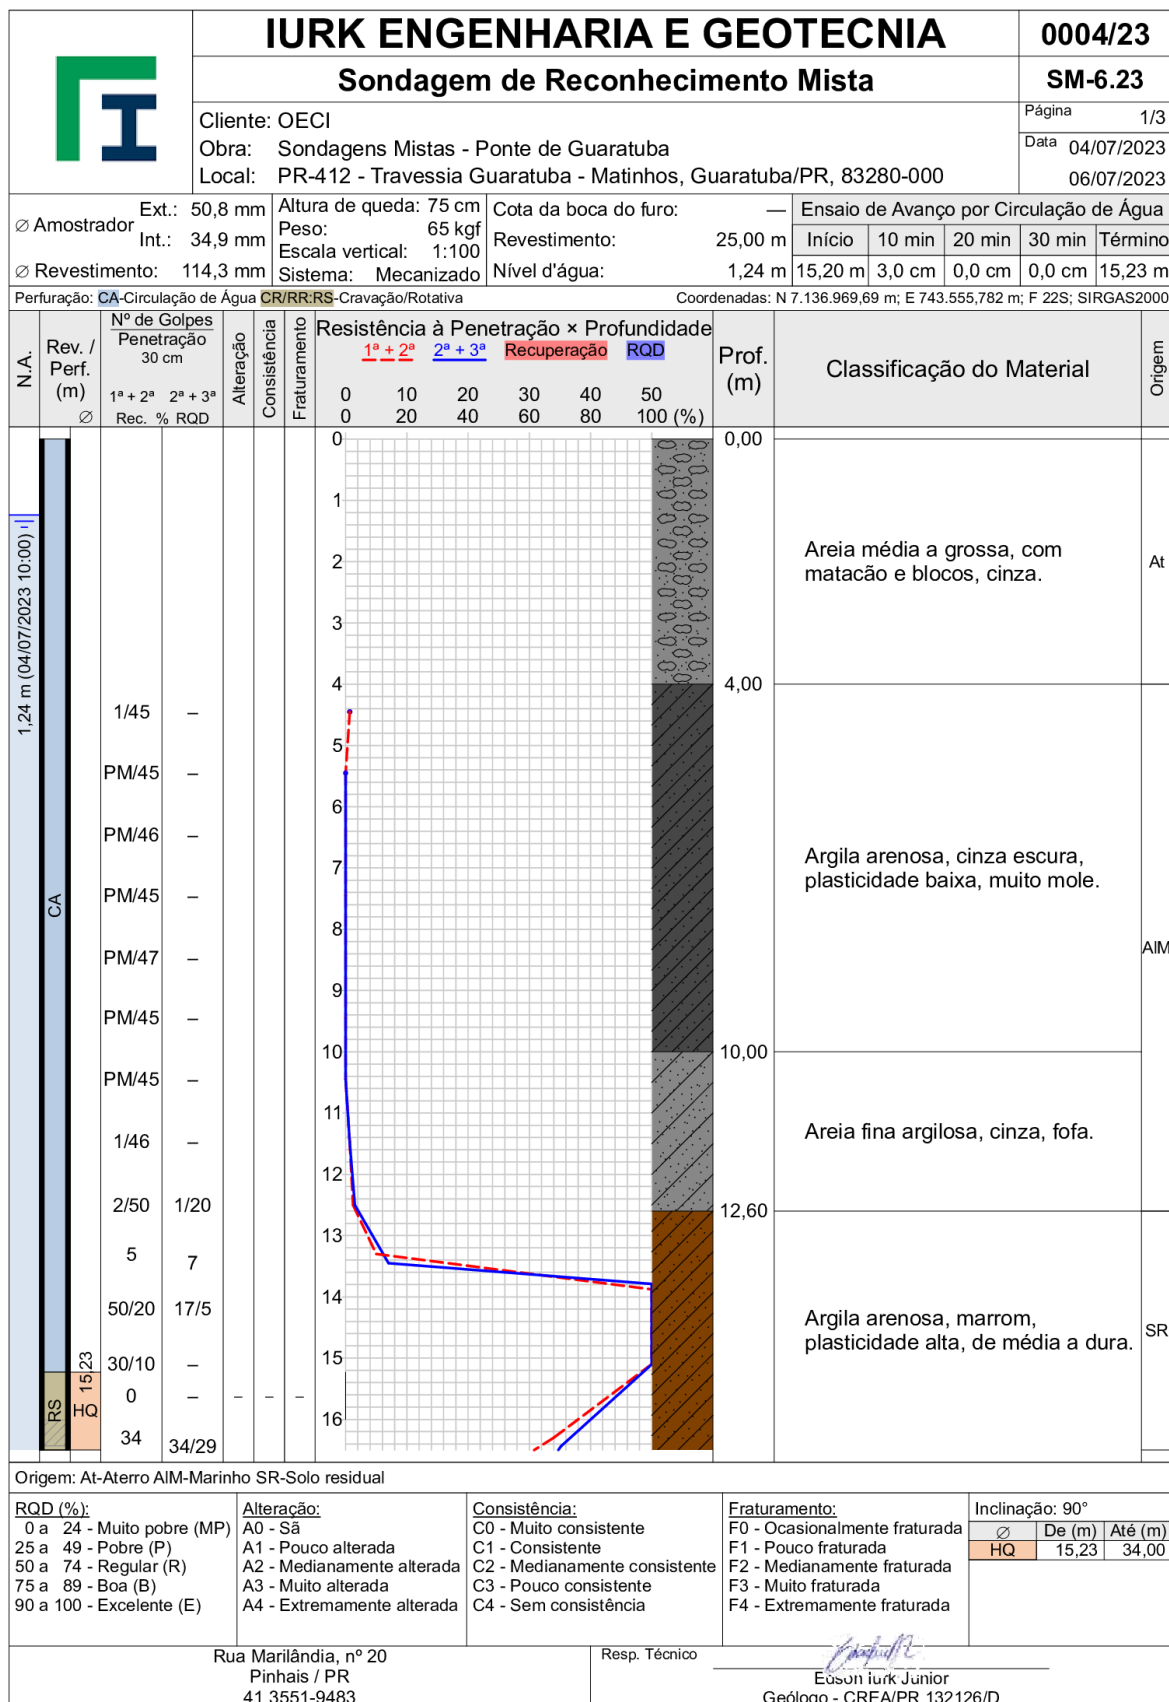 IURK ENGENHARIA E GEOTECNIA
0004/23
Sondagem de Reconhecimento Mista
SM-6.23
Cliente: OECI
Página 1/3
Obra: Sondagens Mistas - Ponte de Guaratuba
Data 04/07/2023
Local: PR-412 - Travessia Guaratuba - Matinhos, Guaratuba/PR, 83280-000
06/07/2023
∅ Amostrador Ext.: 50,8 mm
Int.: 34,9 mm
∅ Revestimento: 114,3 mm
Altura de queda: 75 cm
Peso: 65 kgf
Escala vertical: 1:100
Sistema: Mecanizado
Cota da boca do furo: —
Revestimento: 25,00 m
Nível d'água: 1,24 m
Ensaio de Avanço por Circulação de Água
Início 10 min 20 min 30 min Término
15,20 m 3,0 cm 0,0 cm 0,0 cm 15,23 m
Perfuração: CA-Circulação de Água CR/RR:RS-Cravação/Rotativa
Coordenadas: N 7.136.969,69 m; E 743.555,782 m; F 22S; SIRGAS2000
N.A.
Rev. /
Perf.
(m)
∅
Nº de Golpes
Penetração
30 cm
1ª + 2ª 2ª + 3ª
Rec. % RQD
Alteração
Consistência
Fraturamento
Resistência à Penetração × Profundidade
1ª + 2ª 2ª + 3ª Recuperação RQD
0 10 20 30 40 50
0 20 40 60 80 100 (%)
Prof.
(m)
Classificação do Material
Origem
1,24 m (04/07/2023 10:00)
CA
RS
15,23
HQ
1/45 –
PM/45 –
PM/46 –
PM/45 –
PM/47 –
PM/45 –
PM/45 –
1/46 –
2/50 1/20
5 7
50/20 17/5
30/10 –
0 – – – –
34 34/29
0
1
2
3
4
5
6
7
8
9
10
11
12
13
14
15
16
0,00
Areia média a grossa, com
matacão e blocos, cinza.
At
4,00
Argila arenosa, cinza escura,
plasticidade baixa, muito mole.
AlM
10,00
Areia fina argilosa, cinza, fofa.
12,60
Argila arenosa, marrom,
plasticidade alta, de média a dura.
SR
Origem: At-Aterro AlM-Marinho SR-Solo residual
RQD (%):
0 a 24 - Muito pobre (MP)
25 a 49 - Pobre (P)
50 a 74 - Regular (R)
75 a 89 - Boa (B)
90 a 100 - Excelente (E)
Alteração:
A0 - Sã
A1 - Pouco alterada
A2 - Medianamente alterada
A3 - Muito alterada
A4 - Extremamente alterada
Consistência:
C0 - Muito consistente
C1 - Consistente
C2 - Medianamente consistente
C3 - Pouco consistente
C4 - Sem consistência
Fraturamento:
F0 - Ocasionalmente fraturada
F1 - Pouco fraturada
F2 - Medianamente fraturada
F3 - Muito fraturada
F4 - Extremamente fraturada
Inclinação: 90°
∅ De (m) Até (m)
HQ 15,23 34,00
Rua Marilândia, nº 20
Pinhais / PR
41 3551-9483
Resp. Técnico
Edson Iurk Junior
Geólogo - CREA/PR 132126/D